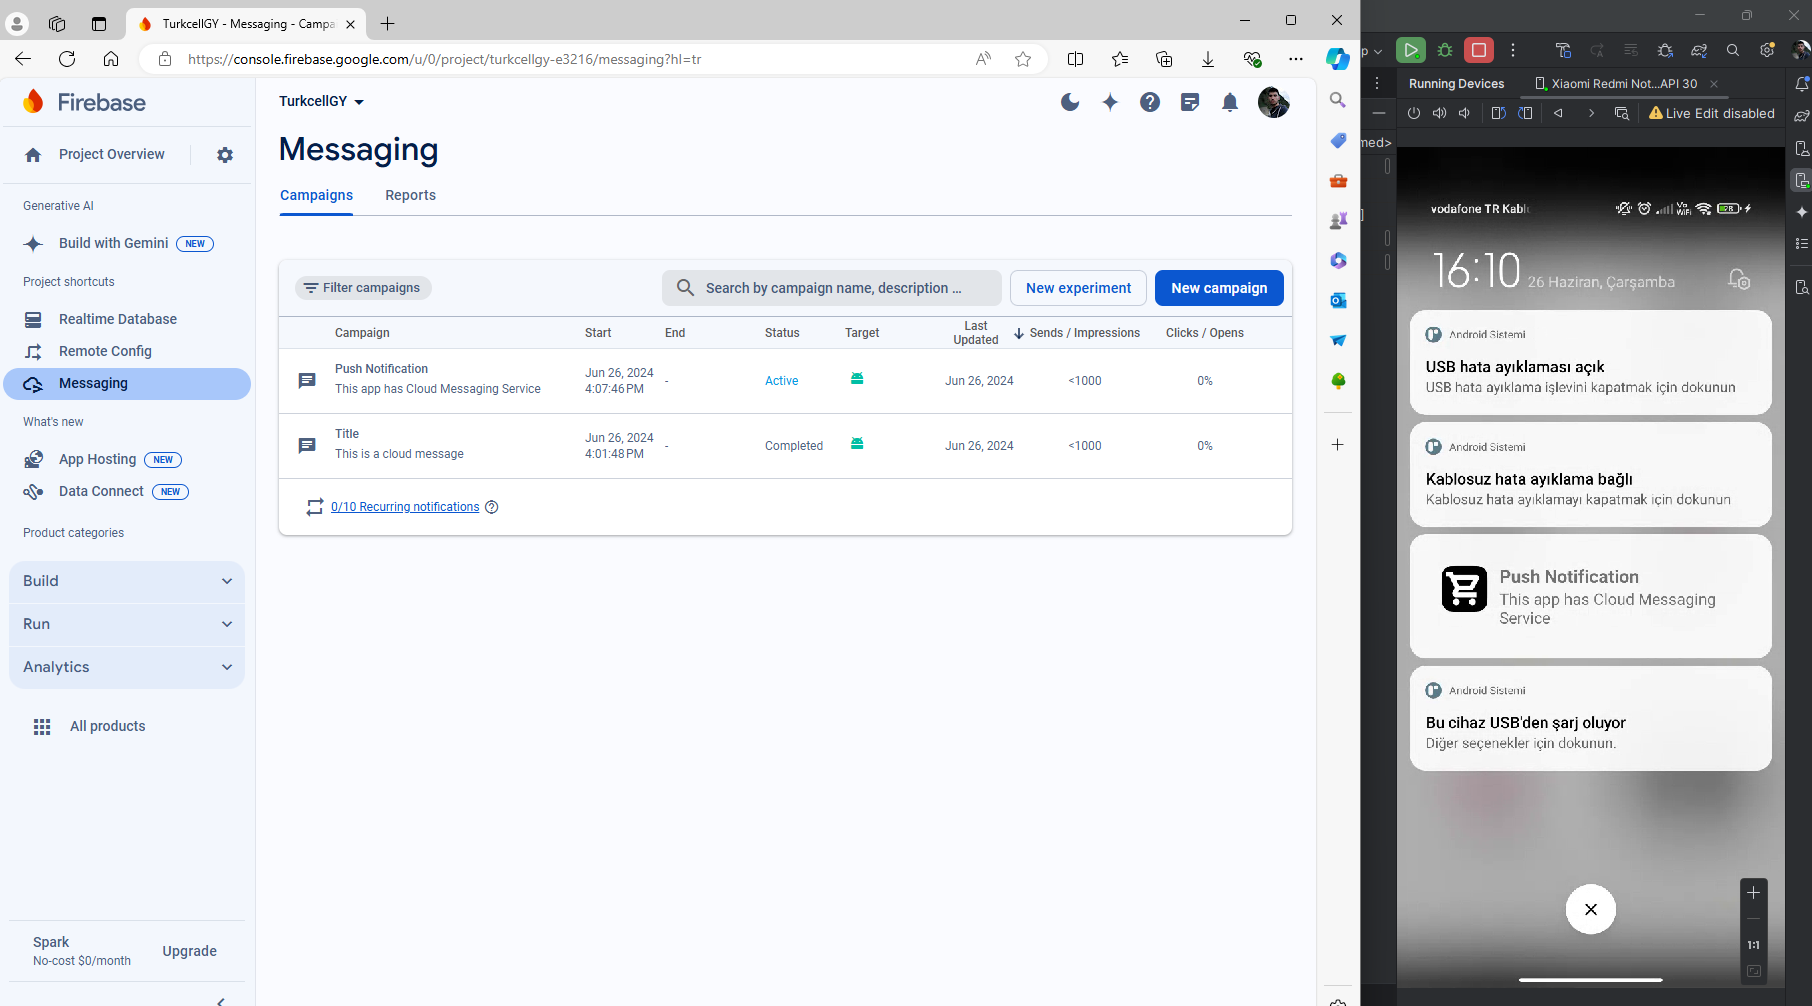 TurkcellGY - Messaging - Campa
https://console.firebase.google.com/u/0/project/turkcellgy-e3216/messaging?hl=tr
Firebase
Project Overview
Generative AI
Build with Gemini NEW
Project shortcuts
Realtime Database
Remote Config
Messaging
What's new
App Hosting NEW
Data Connect NEW
Product categories
Build
Run
Analytics
All products
Spark
No-cost $0/month
Upgrade
TurkcellGY
Messaging
Campaigns Reports
Filter campaigns
Search by campaign name, description ...
New experiment
New campaign
Campaign Start End Status Target Last Updated Sends / Impressions Clicks / Opens
Push Notification
This app has Cloud Messaging Service
Jun 26, 2024
4:07:46 PM
-
Active
Jun 26, 2024
<1000
0%
Title
This is a cloud message
Jun 26, 2024
4:01:48 PM
-
Completed
Jun 26, 2024
<1000
0%
0/10 Recurring notifications
p
med>
]
Running Devices
Xiaomi Redmi Not...API 30
Live Edit disabled
vodafone TR Kablo
Vo WiFi
16:10
26 Haziran, Çarşamba
Android Sistemi
USB hata ayıklaması açık
USB hata ayıklama işlevini kapatmak için dokunun
Android Sistemi
Kablosuz hata ayıklama bağlı
Kablosuz hata ayıklamayı kapatmak için dokunun
Push Notification
This app has Cloud Messaging
Service
Android Sistemi
Bu cihaz USB'den şarj oluyor
Diğer seçenekler için dokunun.
1:1